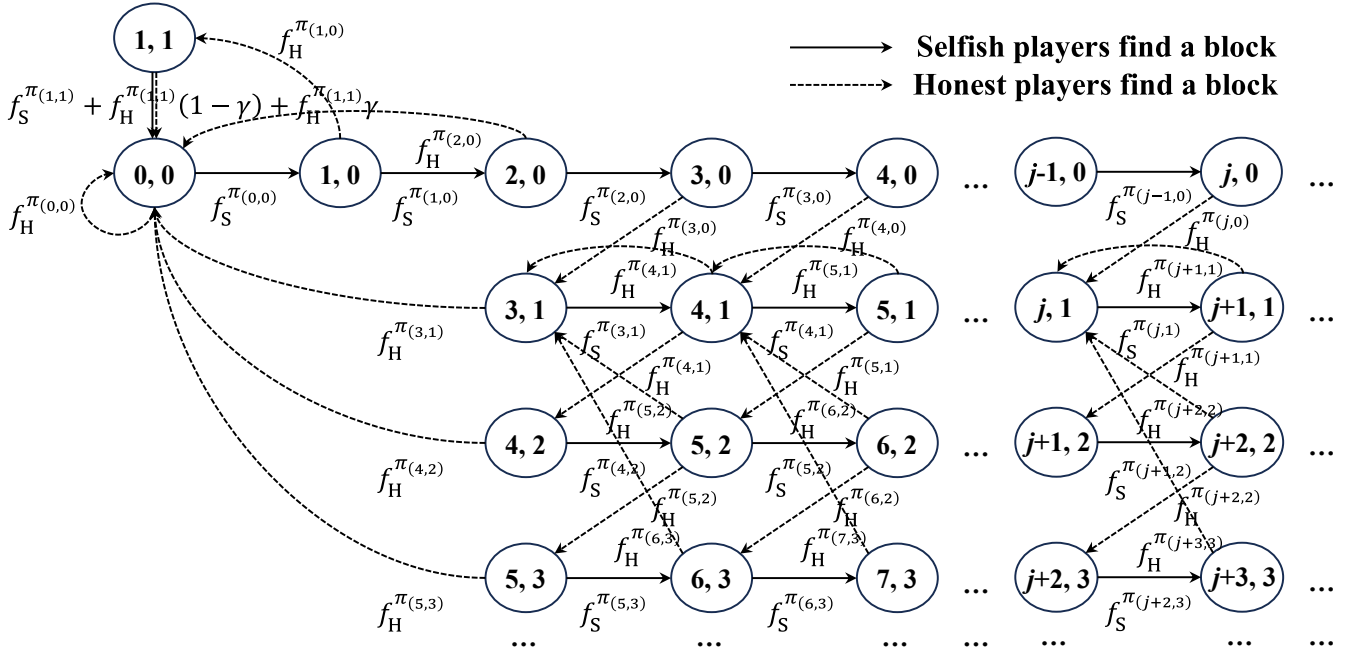 1, 1
f_H^{π(1,0)}
Selfish players find a block
Honest players find a block
f_S^{π(1,1)} + f_H^{π(1,1)}(1 − γ) + f_H^{π(1,1)}γ
f_H^{π(2,0)}
0, 0 1, 0 2, 0 3, 0 4, 0 ... j-1, 0 j, 0 ...
f_H^{π(0,0)} f_S^{π(0,0)} f_S^{π(1,0)} f_S^{π(2,0)} f_S^{π(3,0)} f_S^{π(j-1,0)}
f_H^{π(3,0)} f_H^{π(4,0)} f_H^{π(j,0)}
f_H^{π(4,1)} f_H^{π(5,1)} f_H^{π(j+1,1)}
3, 1 4, 1 5, 1 ... j, 1 j+1, 1 ...
f_H^{π(3,1)} f_S^{π(3,1)} f_S^{π(4,1)} f_S^{π(j,1)}
f_H^{π(4,1)} f_H^{π(5,1)} f_H^{π(j+1,1)}
f_H^{π(5,2)} f_H^{π(6,2)} f_H^{π(j+2,2)}
4, 2 5, 2 6, 2 ... j+1, 2 j+2, 2 ...
f_H^{π(4,2)} f_S^{π(4,2)} f_S^{π(5,2)} f_S^{π(j+1,2)}
f_H^{π(5,2)} f_H^{π(6,2)} f_H^{π(j+2,2)}
f_H^{π(6,3)} f_H^{π(7,3)} f_H^{π(j+3,3)}
5, 3 6, 3 7, 3 ... j+2, 3 j+3, 3 ...
f_H^{π(5,3)} f_S^{π(5,3)} f_S^{π(6,3)} f_S^{π(j+2,3)}
... ... ... ... ... ... ...